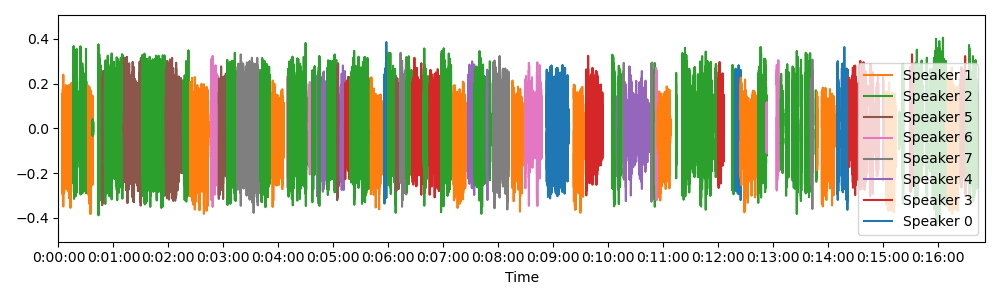 0.4
0.2
0.0
−0.2
−0.4
0:00:00 0:01:00 0:02:00 0:03:00 0:04:00 0:05:00 0:06:00 0:07:00 0:08:00 0:09:00 0:10:00 0:11:00 0:12:00 0:13:00 0:14:00 0:15:00 0:16:00
Time
Speaker 1
Speaker 2
Speaker 5
Speaker 6
Speaker 7
Speaker 4
Speaker 3
Speaker 0